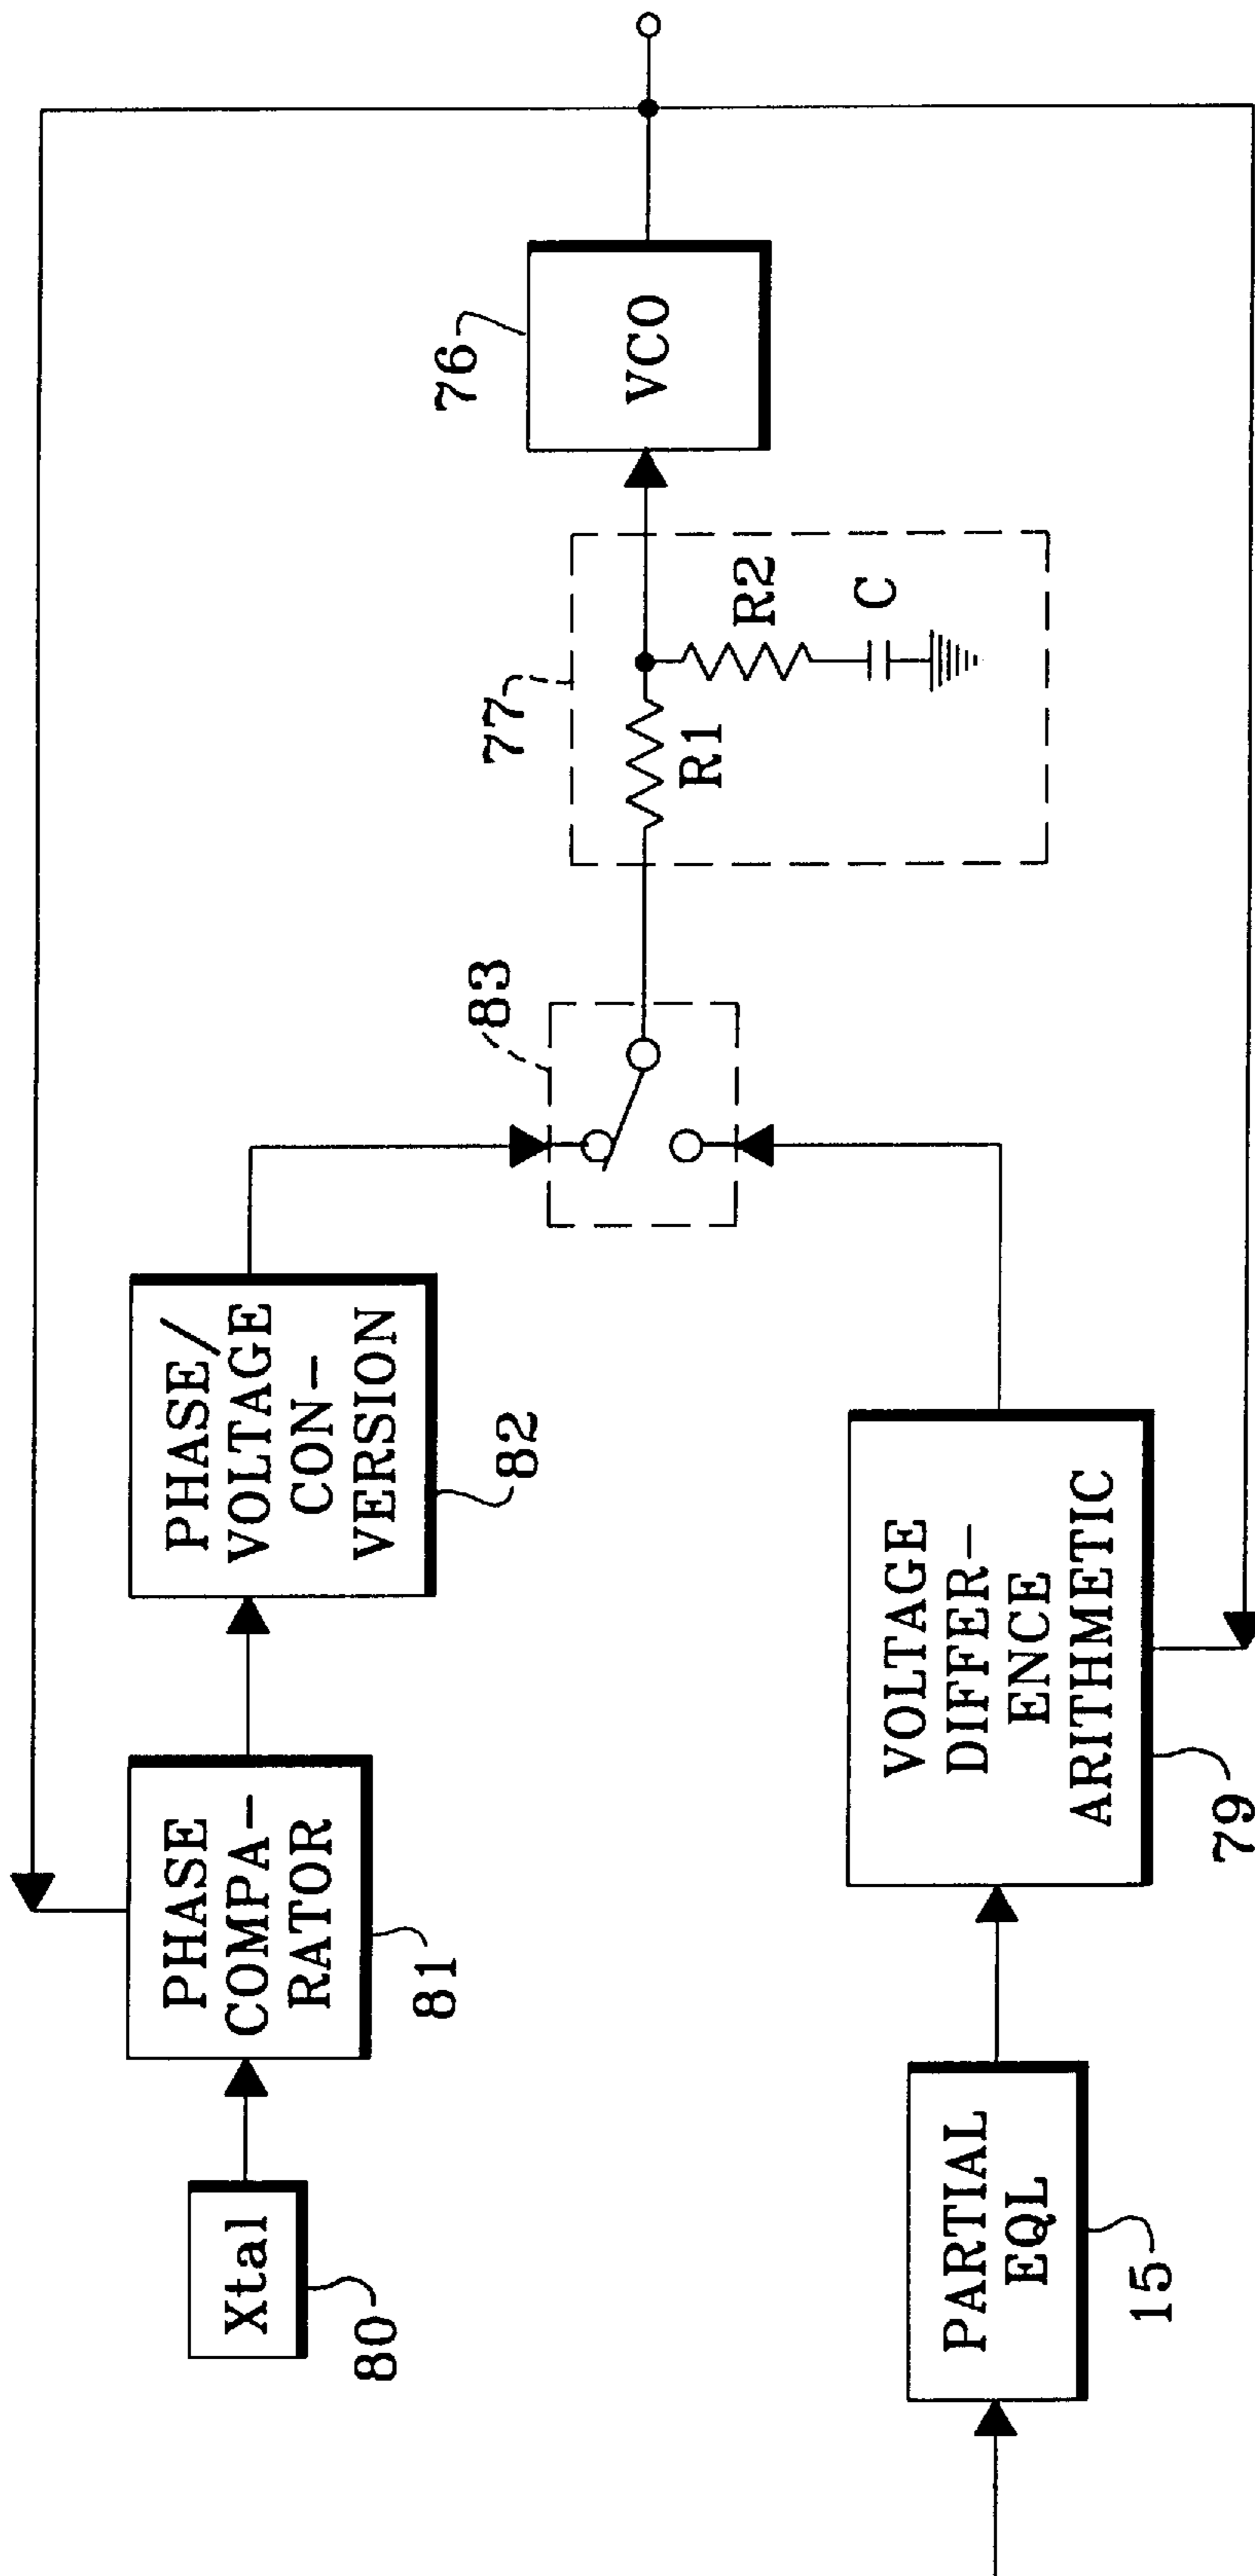 Xtal
80
PHASE
COMPA-
RATOR
81
PHASE/
VOLTAGE
CON-
VERSION
82
83
77
R1
R2
C
76
VCO
PARTIAL
EQL
15
VOLTAGE
DIFFER-
ENCE
ARITHMETIC
79